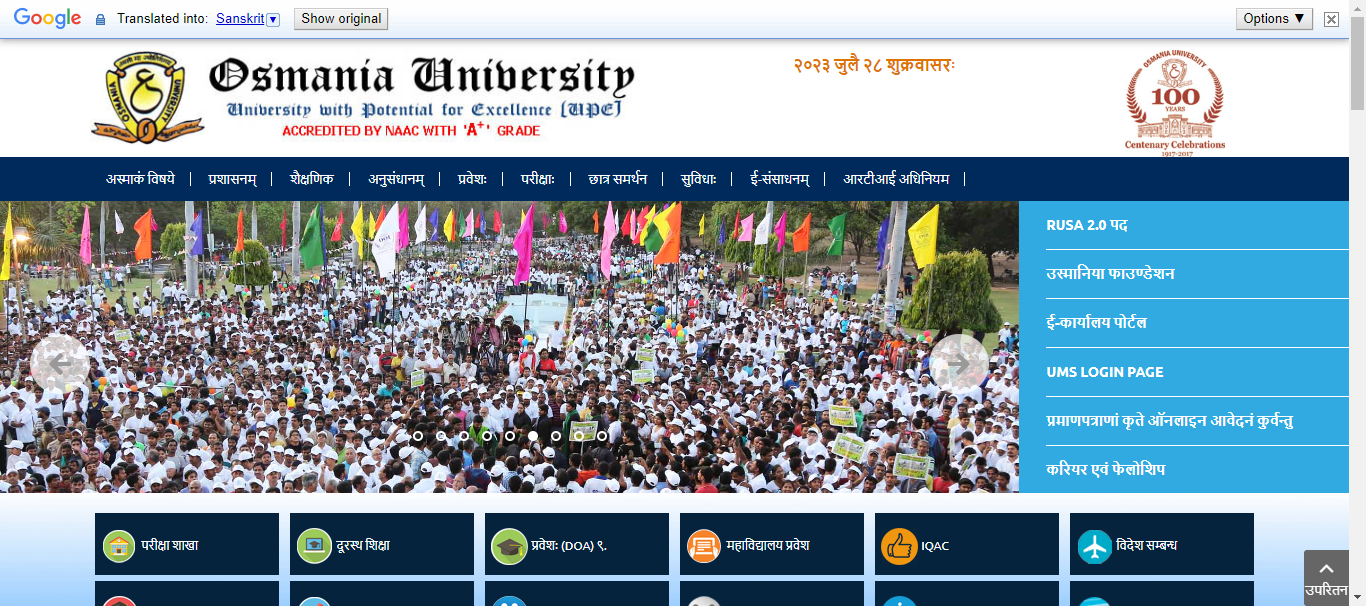 Google Translated into: Sanskrit Show original Options ▼
Osmania University
University with Potential for Excellence [UPE]
ACCREDITED BY NAAC WITH 'A+' GRADE
२०२३ जुलै २८ शुक्रवासरः
OSMANIA UNIVERSITY
100
YEARS
Centenary Celebrations
1917-2017
अस्माकं विषये | प्रशासनम् | शैक्षणिक | अनुसंधानम् | प्रवेशः | परीक्षाः | छात्र समर्थन | सुविधाः | ई-संसाधनम् | आरटीआई अधिनियम |
RUSA 2.0 पद
उस्मानिया फाउण्डेशन
ई-कार्यालय पोर्टल
UMS LOGIN PAGE
प्रमाणपत्राणां कृते ऑनलाइन आवेदनं कुर्वन्तु
करियर एवं फेलोशिप
परीक्षा शाखा
दूरस्थ शिक्षा
प्रवेशः (DOA) ९.
महाविद्यालय प्रवेश
IQAC
विदेश सम्बन्ध
उपरितन